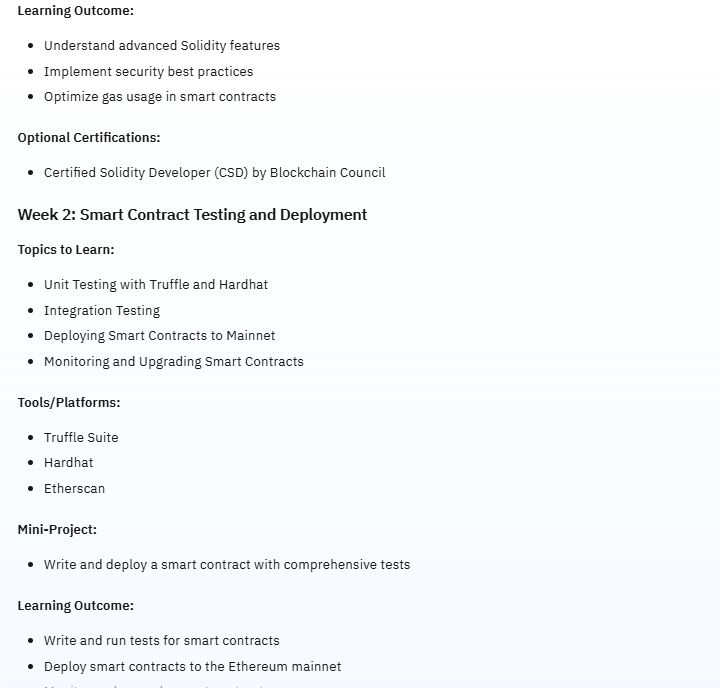 Learning Outcome:
Understand advanced Solidity features
Implement security best practices
Optimize gas usage in smart contracts
Optional Certifications:
Certified Solidity Developer (CSD) by Blockchain Council
Week 2: Smart Contract Testing and Deployment
Topics to Learn:
Unit Testing with Truffle and Hardhat
Integration Testing
Deploying Smart Contracts to Mainnet
Monitoring and Upgrading Smart Contracts
Tools/Platforms:
Truffle Suite
Hardhat
Etherscan
Mini-Project:
Write and deploy a smart contract with comprehensive tests
Learning Outcome:
Write and run tests for smart contracts
Deploy smart contracts to the Ethereum mainnet